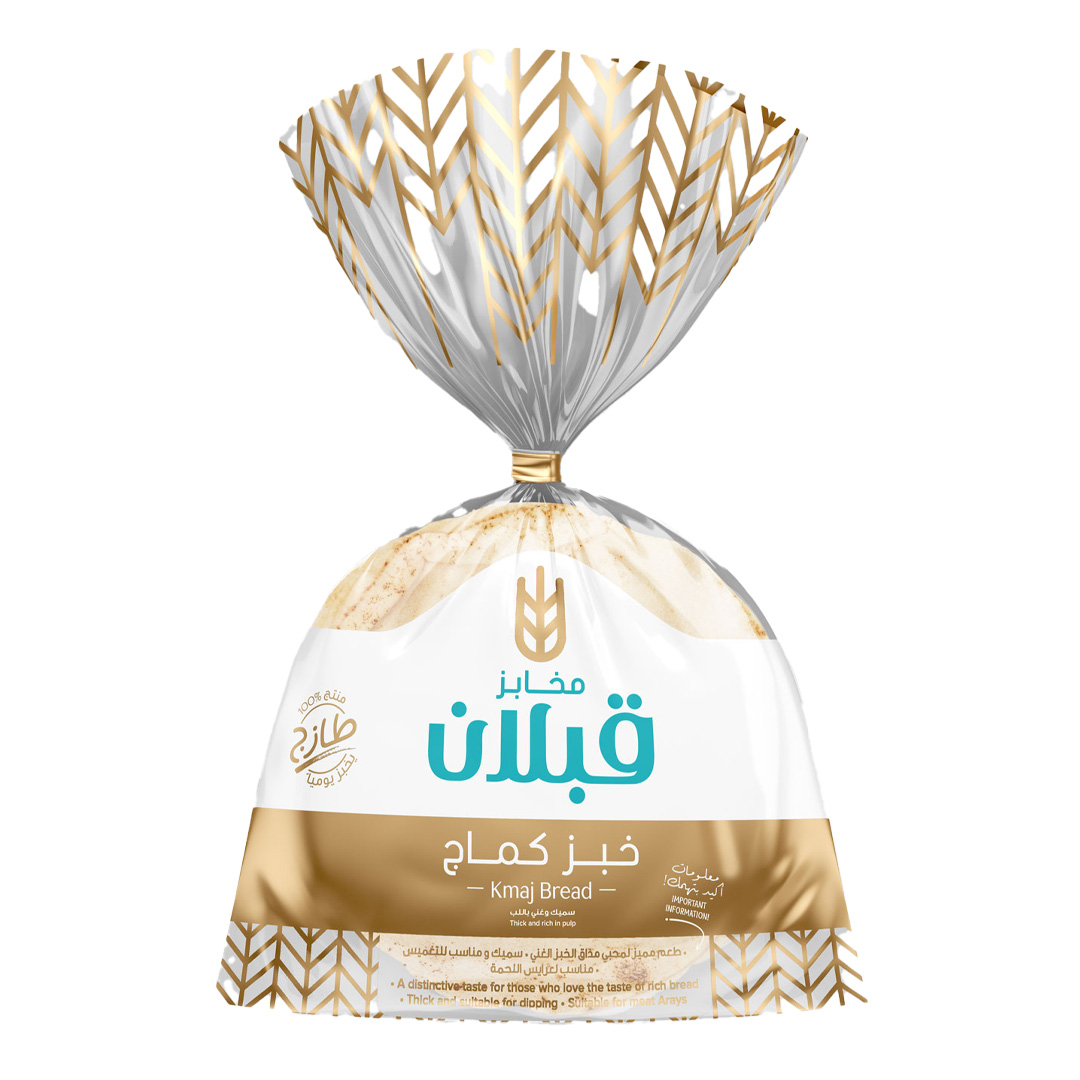 مخابز
قبلان
منتج 100%
طازج
يخبز يومياً
خبز كماج
Kmaj Bread
سميك وغني باللب
Thick and rich in pulp
معلومات
أكيد بتهمك!
IMPORTANT
INFORMATION!
• طعم مميز لمحبي مذاق الخبز الغني • سميك و مناسب للتغميس
• مناسب لعرايس اللحمة
• A distinctive taste for those who love the taste of rich bread
• Thick and suitable for dipping • Suitable for meat Arays